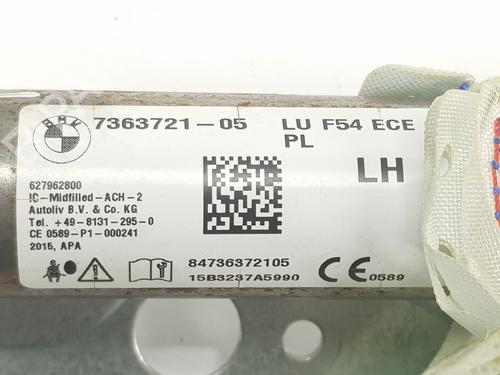 BMW
7363721-05 LU F54 ECE
PL
LH
627962800
IC-Midfilled-ACH-2
Autoliv B.V. & Co. KG
Tel. +49-8131-295-0
CE 0589-P1-000241
2015, APA
84736372105
15B3237A5990
CE 0589